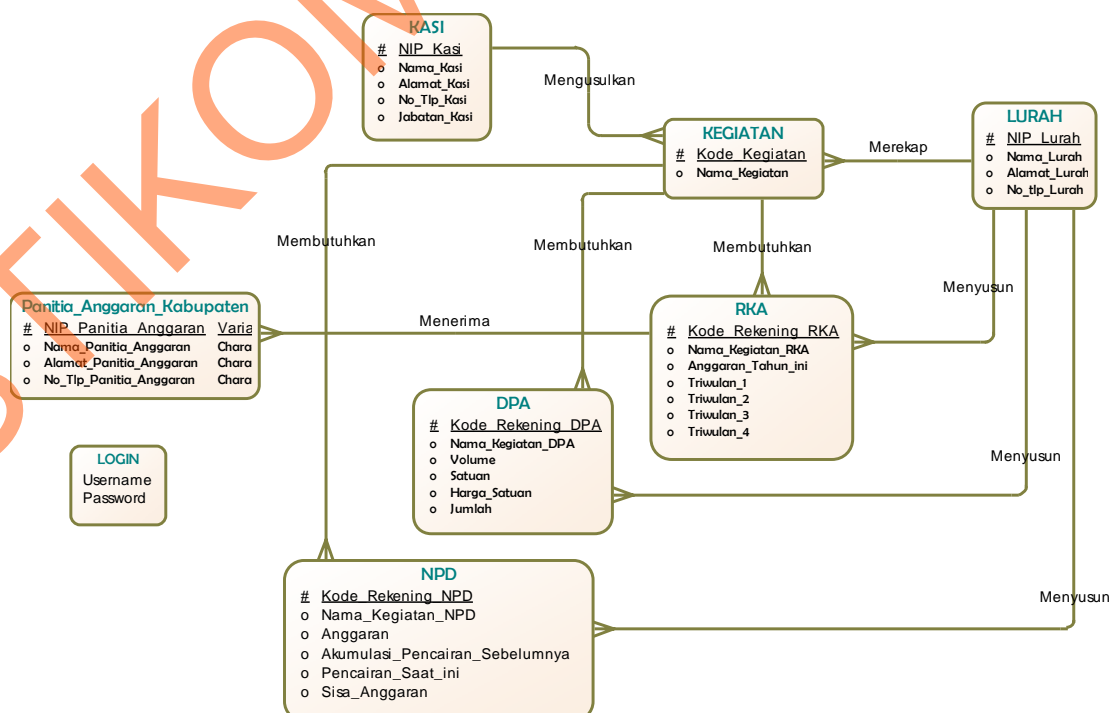 KASI
# NIP_Kasi
o Nama_Kasi
o Alamat_Kasi
o No_Tlp_Kasi
o Jabatan_Kasi
Mengusulkan
KEGIATAN
# Kode_Kegiatan
o Nama_Kegiatan
Merekap
LURAH
# NIP_Lurah
o Nama_Lurah
o Alamat_Lurah
o No_tlp_Lurah
Membutuhkan
Membutuhkan
Membutuhkan
Menyusun
Panitia_Anggaran_Kabupaten
# NIP_Panitia_Anggaran Varia
o Nama_Panitia_Anggaran Chara
o Alamat_Panitia_Anggaran Chara
o No_Tlp_Panitia_Anggaran Chara
Menerima
RKA
# Kode_Rekening_RKA
o Nama_Kegiatan_RKA
o Anggaran_Tahun_ini
o Triwulan_1
o Triwulan_2
o Triwulan_3
o Triwulan_4
DPA
# Kode_Rekening_DPA
o Nama_Kegiatan_DPA
o Volume
o Satuan
o Harga_Satuan
o Jumlah
Menyusun
LOGIN
Username
Password
NPD
# Kode_Rekening_NPD
o Nama_Kegiatan_NPD
o Anggaran
o Akumulasi_Pencairan_Sebelumnya
o Pencairan_Saat_ini
o Sisa_Anggaran
Menyusun
STIKO